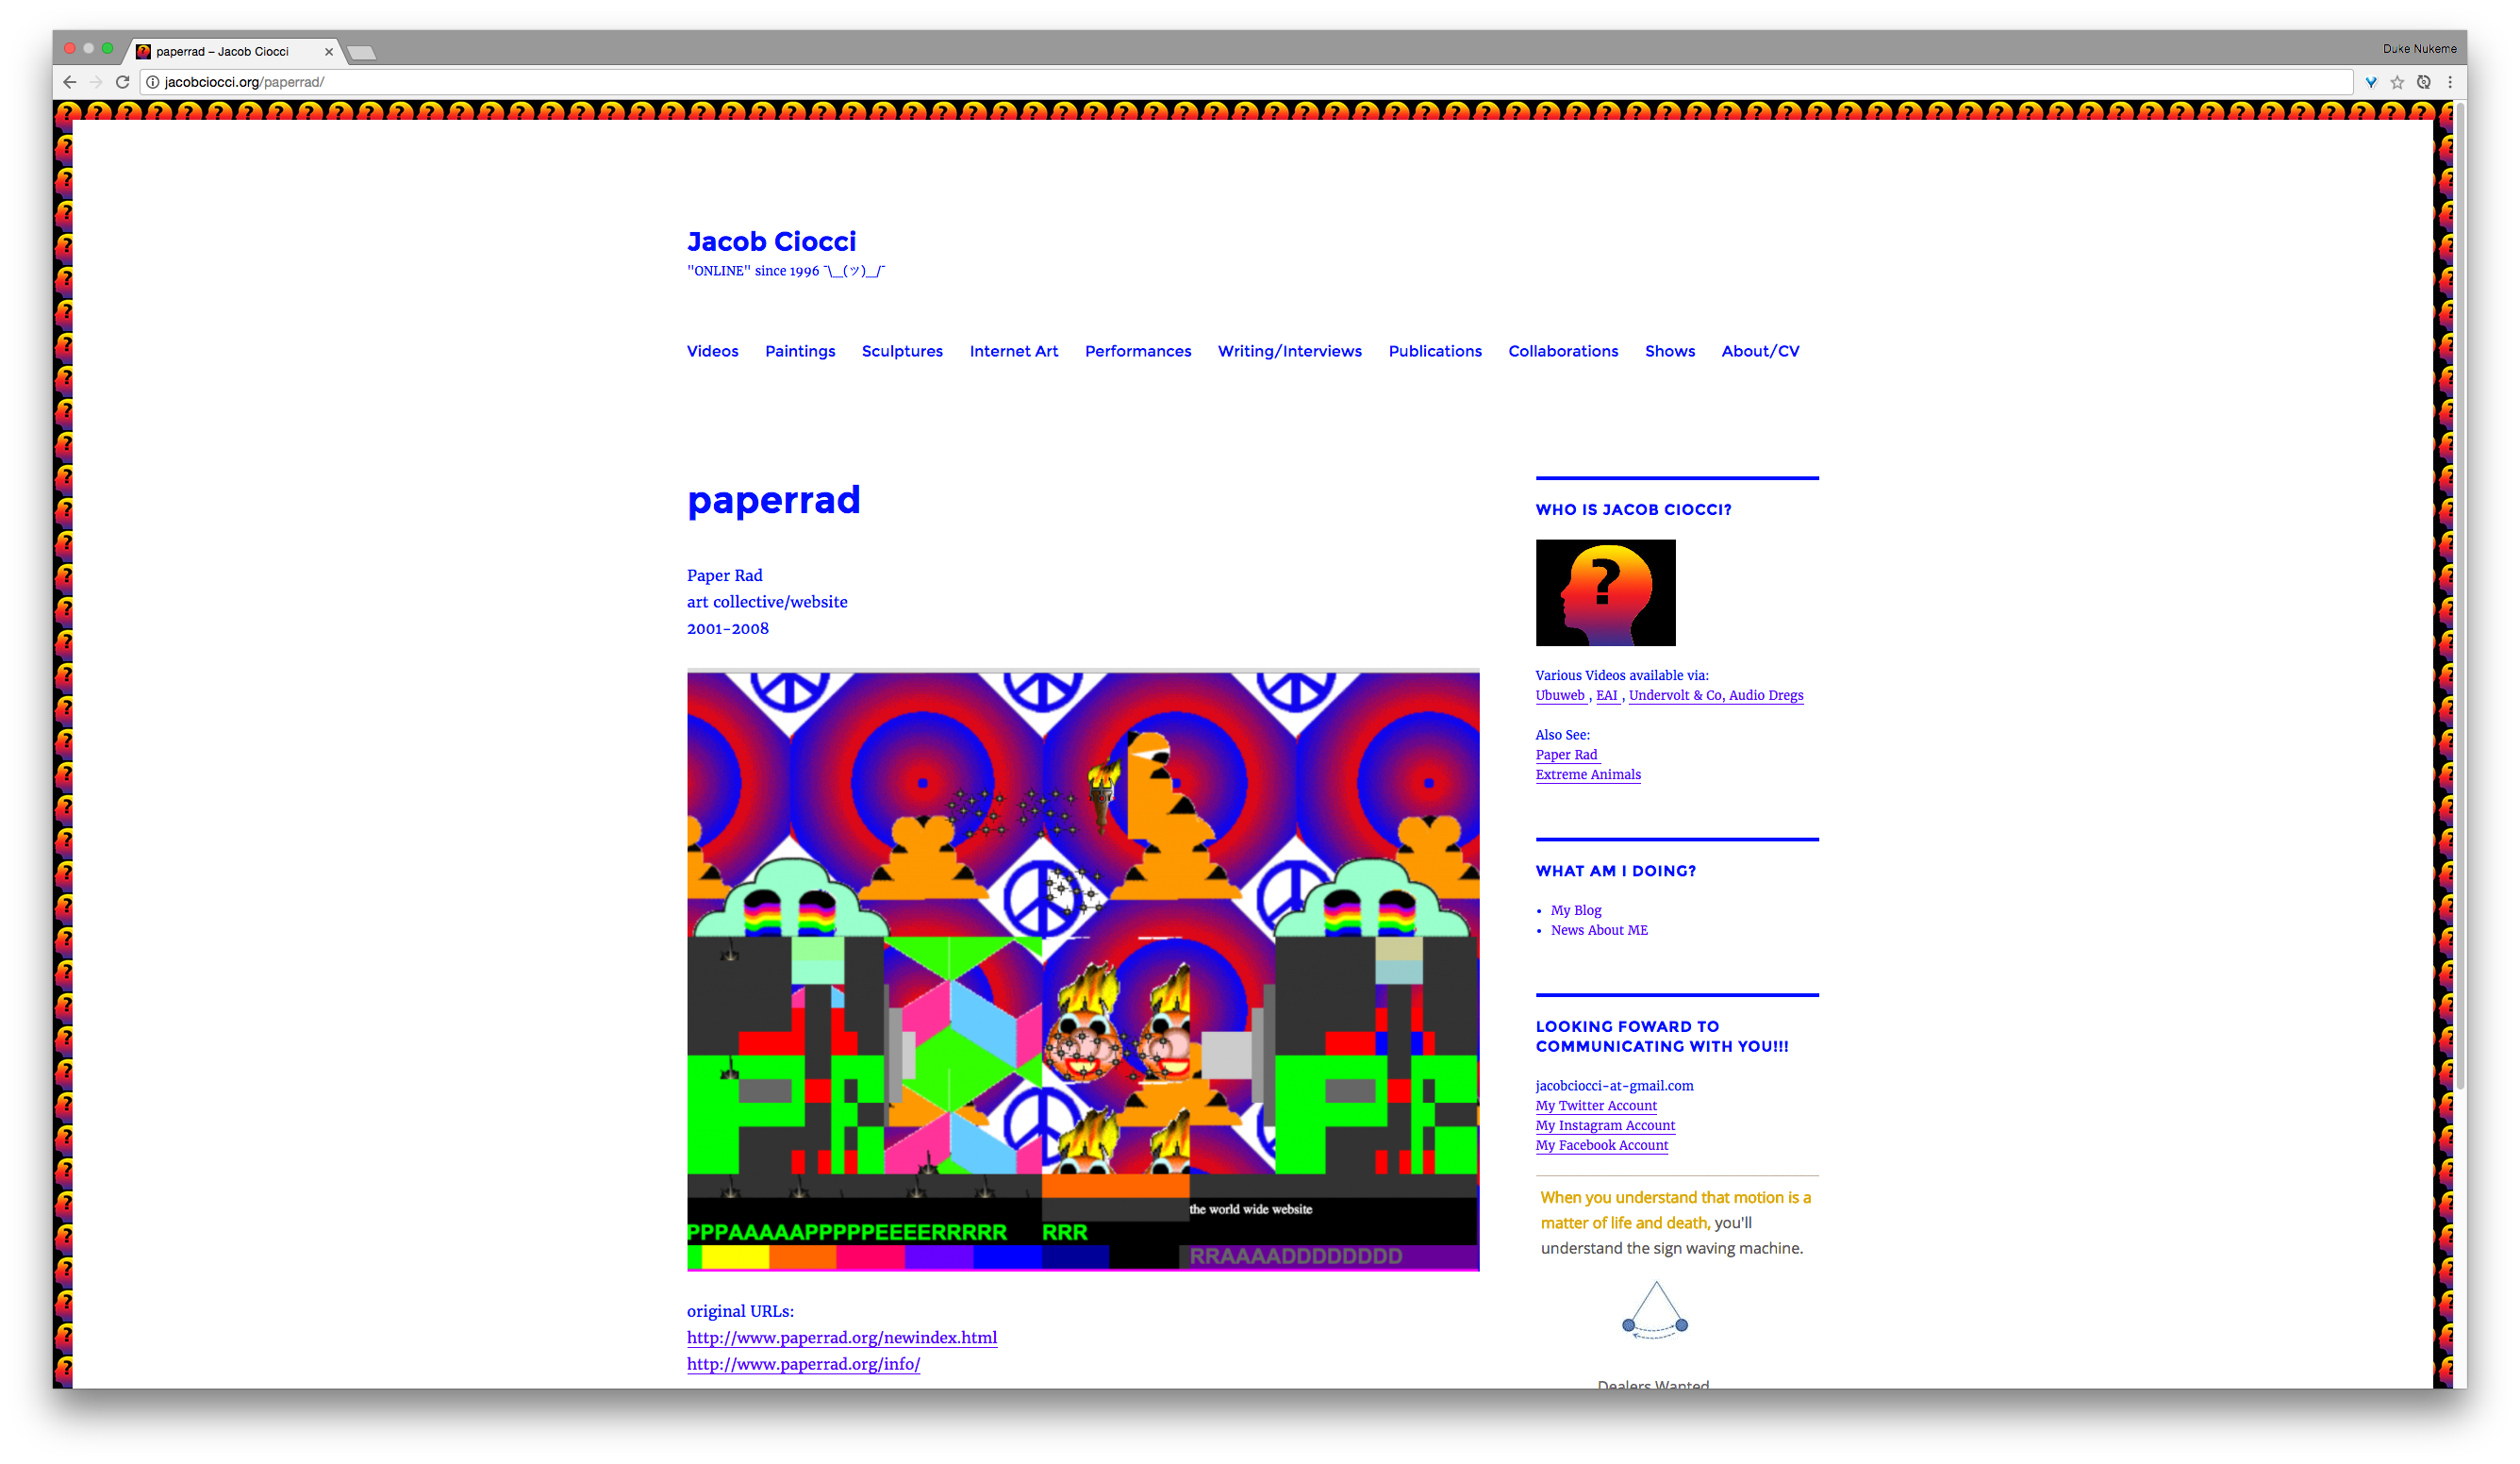 paperrad – Jacob Ciocci
Duke Nukeme
jacobciocci.org/paperrad/
Jacob Ciocci
"ONLINE" since 1996 ¯\_(ツ)_/¯
Videos Paintings Sculptures Internet Art Performances Writing/Interviews Publications Collaborations Shows About/CV
paperrad
Paper Rad
art collective/website
2001-2008
the world wide website
PPPAAAAAPPPPPEEEERRRRR RRR
RRAAAADDDDDDDD
original URLs:
http://www.paperrad.org/newindex.html
http://www.paperrad.org/info/
WHO IS JACOB CIOCCI?
?
Various Videos available via:
Ubuweb , EAI , Undervolt & Co, Audio Dregs
Also See:
Paper Rad
Extreme Animals
WHAT AM I DOING?
• My Blog
• News About ME
LOOKING FOWARD TO
COMMUNICATING WITH YOU!!!
jacobciocci-at-gmail.com
My Twitter Account
My Instagram Account
My Facebook Account
When you understand that motion is a
matter of life and death, you'll
understand the sign waving machine.
Dealers Wanted